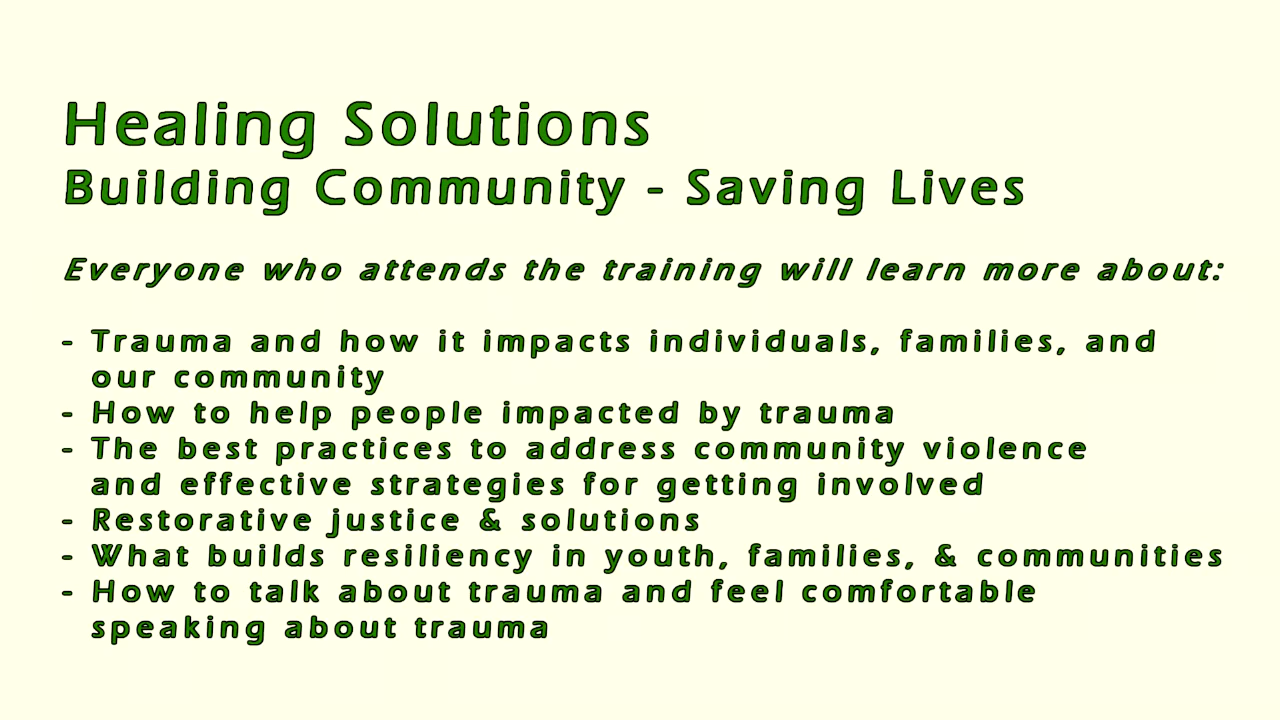 Healing Solutions
Building Community - Saving Lives
Everyone who attends the training will learn more about:
- Trauma and how it impacts individuals, families, and
our community
- How to help people impacted by trauma
- The best practices to address community violence
and effective strategies for getting involved
- Restorative justice & solutions
- What builds resiliency in youth, families, & communities
- How to talk about trauma and feel comfortable
speaking about trauma